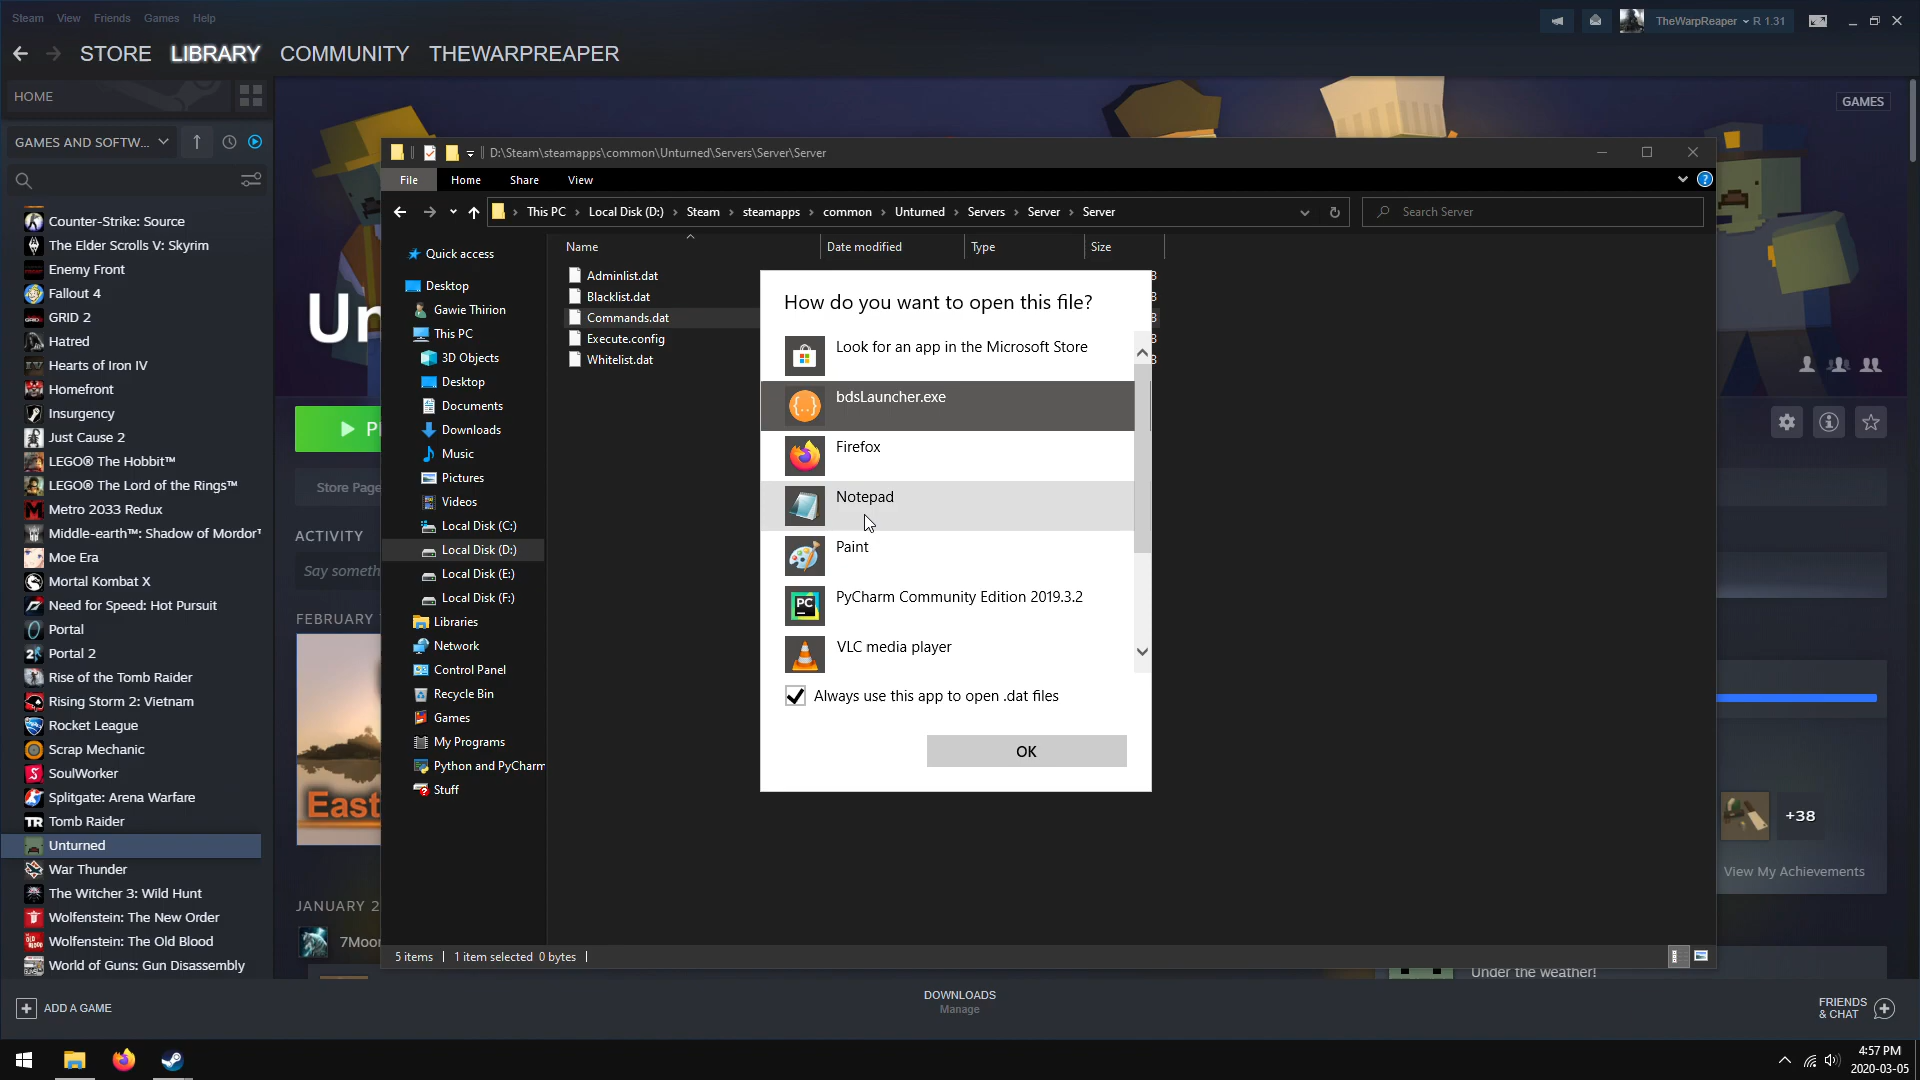 Steam View Friends Games Help
TheWarpReaper R 1.31
STORE LIBRARY COMMUNITY THEWARPREAPER
HOME
GAMES
GAMES AND SOFTW...
Counter-Strike: Source
The Elder Scrolls V: Skyrim
Enemy Front
Fallout 4
GRID 2
Hatred
Hearts of Iron IV
Homefront
Insurgency
Just Cause 2
LEGO® The Hobbit™
LEGO® The Lord of the Rings™
Metro 2033 Redux
Middle-earth™: Shadow of Mordor™
Moe Era
Mortal Kombat X
Need for Speed: Hot Pursuit
Portal
Portal 2
Rise of the Tomb Raider
Rising Storm 2: Vietnam
Rocket League
Scrap Mechanic
SoulWorker
Splitgate: Arena Warfare
Tomb Raider
Unturned
War Thunder
The Witcher 3: Wild Hunt
Wolfenstein: The New Order
Wolfenstein: The Old Blood
World of Guns: Gun Disassembly
Un
Store Page
ACTIVITY
Say someth
FEBRUARY
East
JANUARY 2
7Moon
D:\Steam\steamapps\common\Unturned\Servers\Server\Server
File Home Share View
This PC Local Disk (D:) Steam steamapps common Unturned Servers Server Server
Search Server
Name Date modified Type Size
Quick access
Desktop
Gawie Thirion
This PC
3D Objects
Desktop
Documents
Downloads
Music
Pictures
Videos
Local Disk (C:)
Local Disk (D:)
Local Disk (E:)
Local Disk (F:)
Libraries
Network
Control Panel
Recycle Bin
Games
My Programs
Python and PyCharm
Stuff
Adminlist.dat
Blacklist.dat
Commands.dat
Execute.config
Whitelist.dat
How do you want to open this file?
Look for an app in the Microsoft Store
bdsLauncher.exe
Firefox
Notepad
Paint
PyCharm Community Edition 2019.3.2
VLC media player
Always use this app to open .dat files
OK
5 items 1 item selected 0 bytes
+38
View My Achievements
Under the weather!
ADD A GAME
DOWNLOADS
Manage
FRIENDS
& CHAT
4:57 PM
2020-03-05